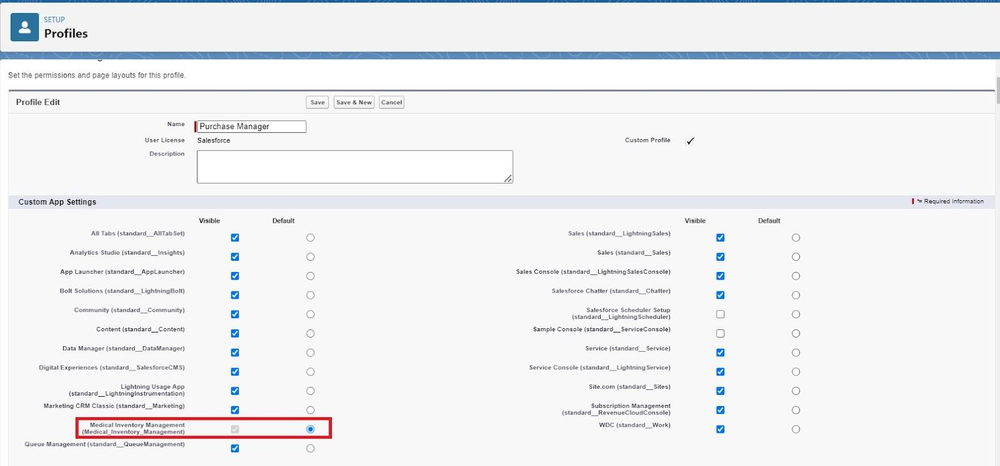 SETUP
Profiles
Set the permissions and page layouts for this profile.
Profile Edit
Save
Save & New
Cancel
Name
Purchase Manager
User License
Salesforce
Custom Profile
Description
Custom App Settings
= Required Information
Visible Default
Visible Default
All Tabs (standard__AllTabSet)
Sales (standard__LightningSales)
Analytics Studio (standard__Insights)
Sales (standard__Sales)
App Launcher (standard__AppLauncher)
Sales Console (standard__LightningSalesConsole)
Bolt Solutions (standard__LightningBolt)
Salesforce Chatter (standard__Chatter)
Community (standard__Community)
Salesforce Scheduler Setup
(standard__LightningScheduler)
Content (standard__Content)
Sample Console (standard__ServiceConsole)
Data Manager (standard__DataManager)
Service (standard__Service)
Digital Experiences (standard__SalesforceCMS)
Service Console (standard__LightningService)
Lightning Usage App
(standard__LightningInstrumentation)
Site.com (standard__Sites)
Marketing CRM Classic (standard__Marketing)
Subscription Management
(standard__RevenueCloudConsole)
Medical Inventory Management
(Medical_Inventory_Management)
WDC (standard__Work)
Queue Management (standard__QueueManagement)